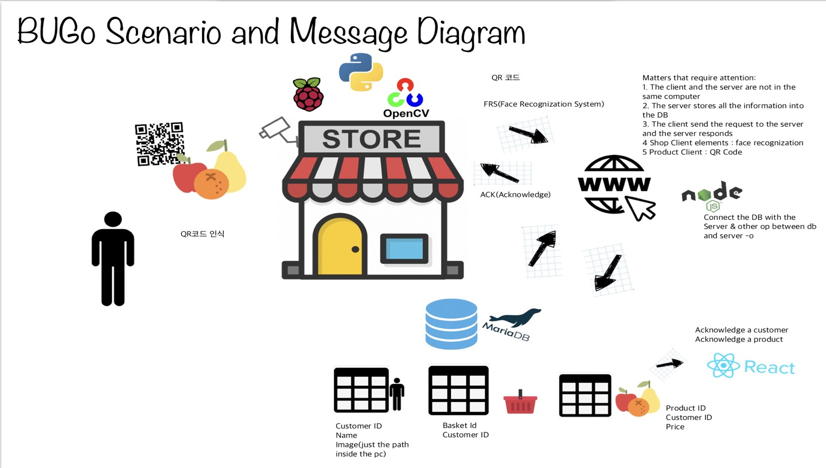 BUGo Scenario and Message Diagram
QR 코드
FRS(Face Recognization System)
OpenCV
STORE
Matters that require attention:
1. The client and the server are not in the
same computer
2. The server stores all the information into
the DB
3. The client send the request to the server
and the server responds
4 Shop Client elements : face recognization
5 Product Client : QR Code
ACK(Acknowledge)
www
node
JS
Connect the DB with the
Server & other op between db
and server -o
QR코드 인식
MariaDB
Acknowledge a customer
Acknowledge a product
React
Customer ID
Name
Image(just the path
inside the pc)
Basket Id
Customer ID
Product ID
Customer ID
Price